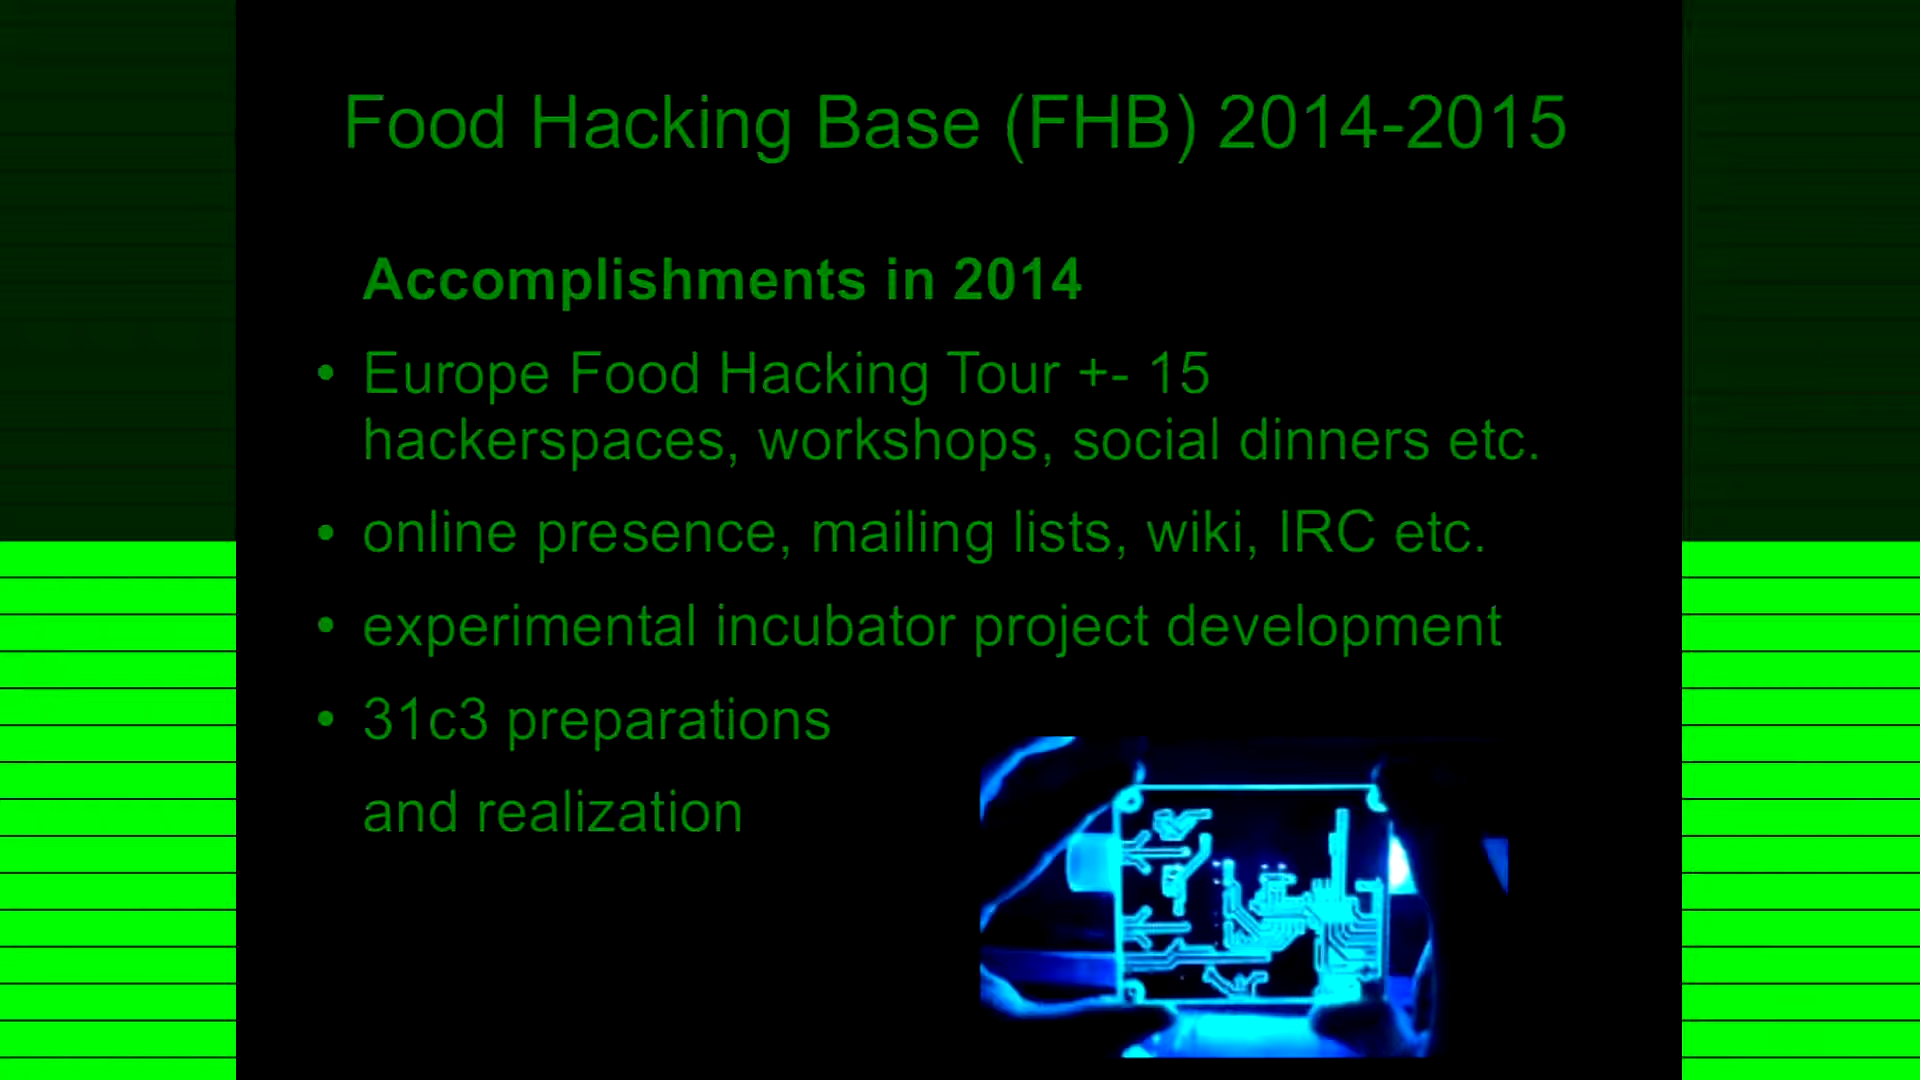 Food Hacking Base (FHB) 2014-2015
Accomplishments in 2014
• Europe Food Hacking Tour +- 15
hackerspaces, workshops, social dinners etc.
• online presence, mailing lists, wiki, IRC etc.
• experimental incubator project development
• 31c3 preparations
and realization